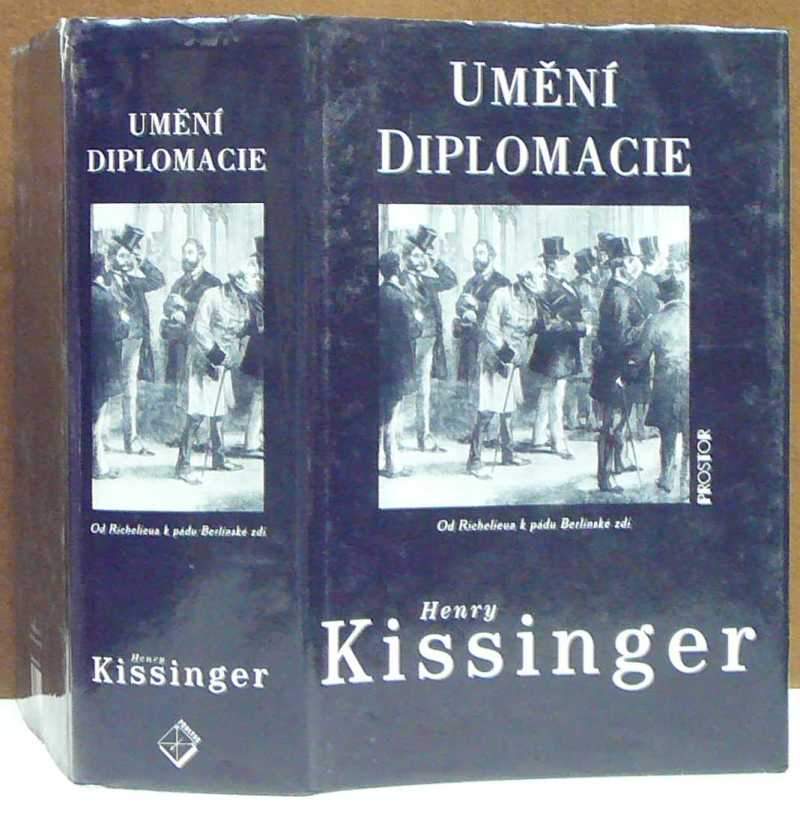 UMĚNÍ
DIPLOMACIE
Od Richelieua k pádu Berlínské zdi
Henry
Kissinger
PROSTOR
UMĚNÍ
DIPLOMACIE
PROSTOR
Od Richelieua k pádu Berlínské zdi
Henry
Kissinger